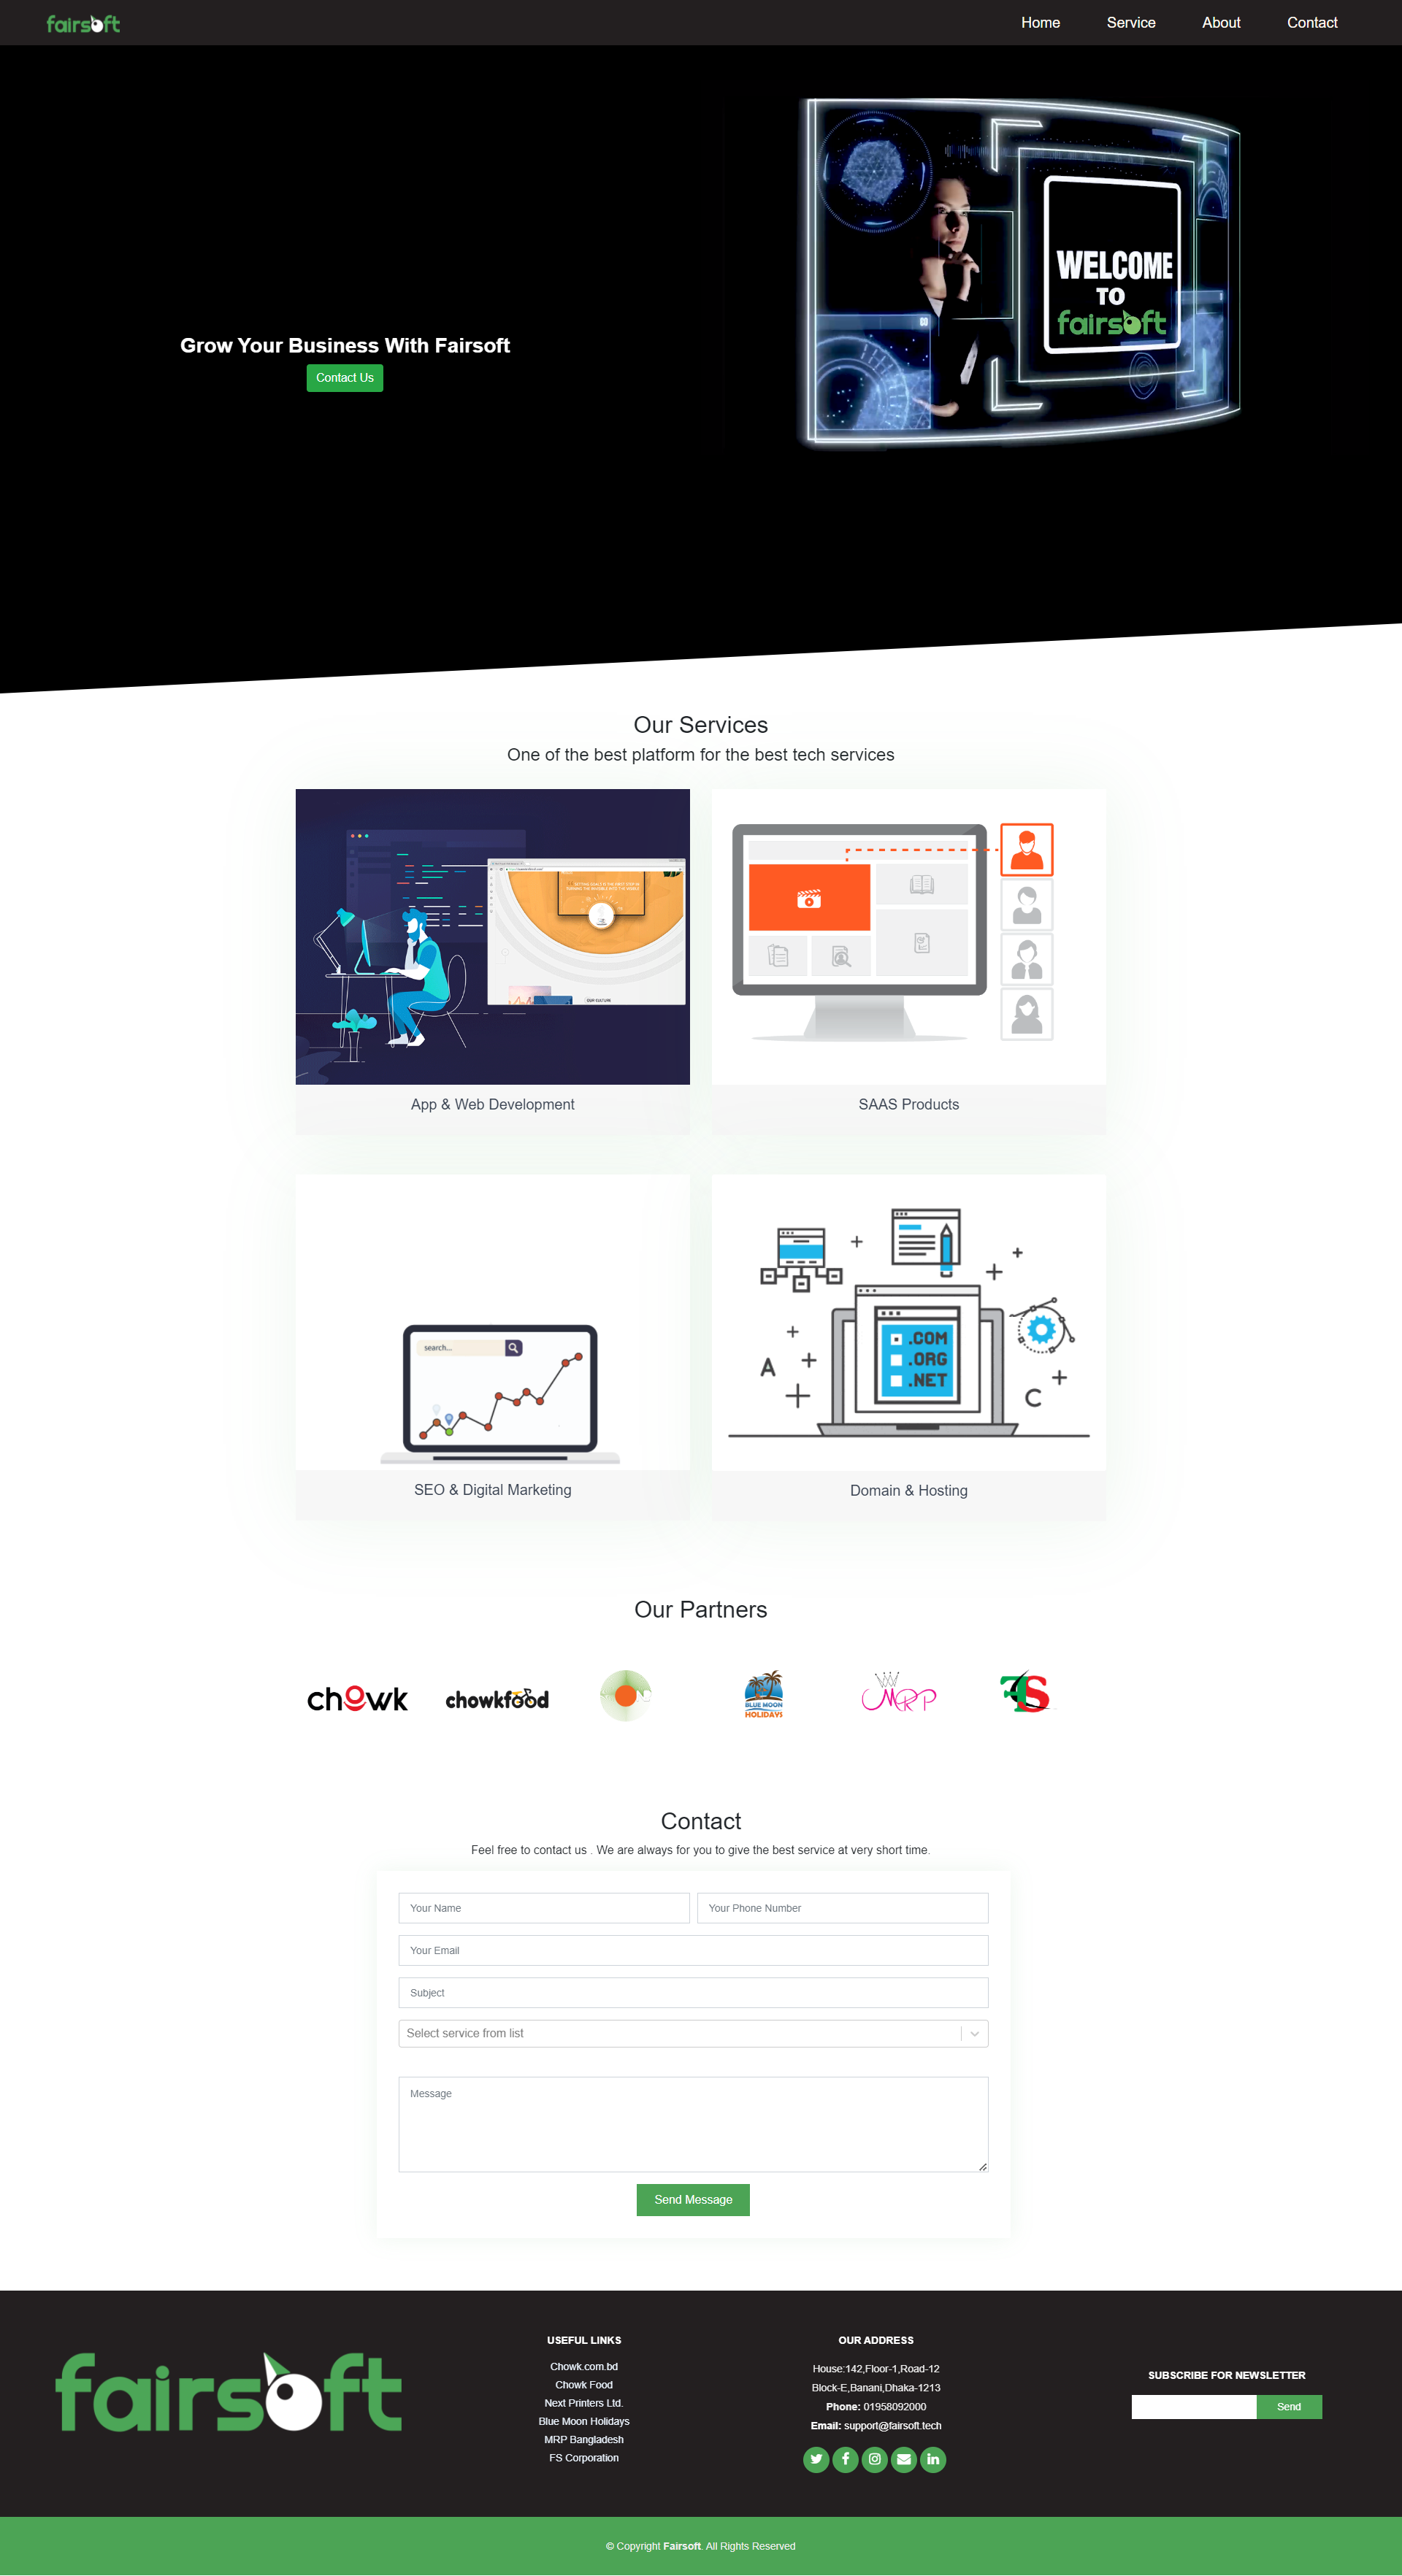 fairsoft
Home
Service
About
Contact
WELCOME
TO
fairsoft
Grow Your Business With Fairsoft
Contact Us
Our Services
One of the best platform for the best tech services
OUR CULTURE
App & Web Development
SAAS Products
search...
.COM
.ORG
.NET
A
C
SEO & Digital Marketing
Domain & Hosting
Our Partners
chowk
chowkfood
BLUE MOON
HOLIDAYS
MRP
FS
Contact
Feel free to contact us . We are always for you to give the best service at very short time.
Your Name
Your Phone Number
Your Email
Subject
Select service from list
Message
Send Message
fairsoft
USEFUL LINKS
Chowk.com.bd
Chowk Food
Next Printers Ltd.
Blue Moon Holidays
MRP Bangladesh
FS Corporation
OUR ADDRESS
House:142,Floor-1,Road-12
Block-E,Banani,Dhaka-1213
Phone: 01958092000
Email: support@fairsoft.tech
SUBSCRIBE FOR NEWSLETTER
Send
© Copyright Fairsoft. All Rights Reserved